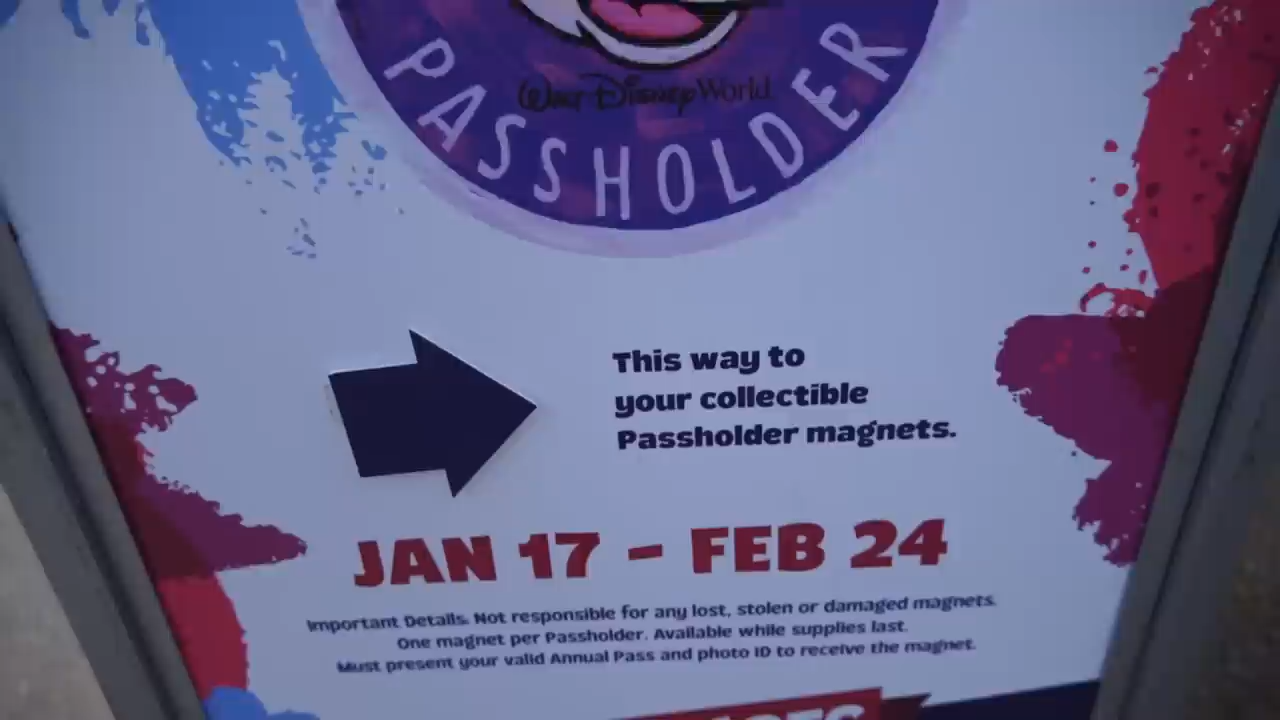 Walt Disney World
PASSHOLDER
This way to
your collectible
Passholder magnets.
JAN 17 - FEB 24
Important Details. Not responsible for any lost, stolen or damaged magnets.
One magnet per Passholder. Available while supplies last.
Must present your valid Annual Pass and photo ID to receive the magnet.